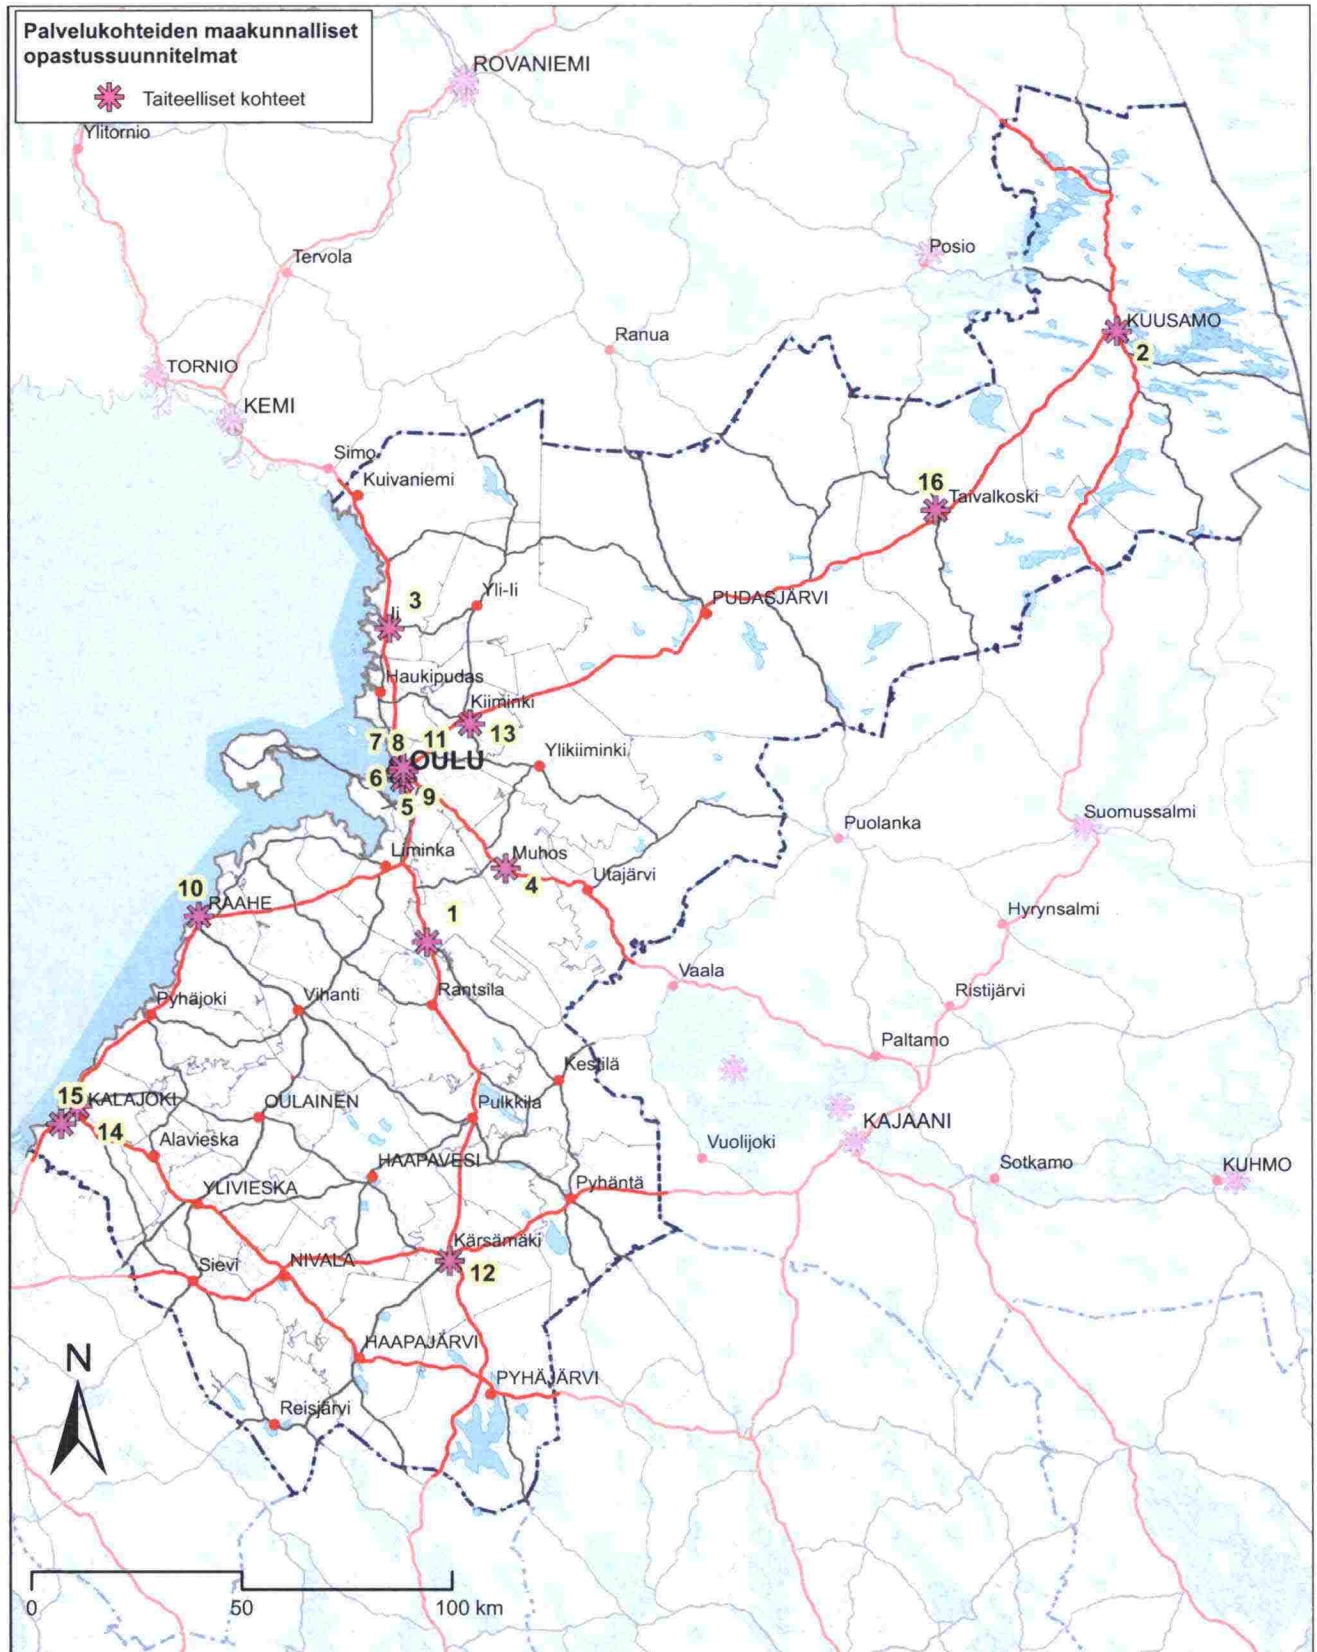 Palvelukohteiden maakunnalliset
opastussuunnitelmat
Taiteelliset kohteet
ROVANIEMI
Ylitornio
Tervola
Posio
KUUSAMO
2
Ranua
TORNIO
KEMI
Simo
Kuivaniemi
16
Taivalkoski
3
Ii
Yli-Ii
PUDASJÄRVI
Haukipudas
Kiiminki
7
8
11
13
OULU
Ylikiiminki
6
9
5
Suomussalmi
Puolanka
Liminka
Muhos
4
Utajärvi
10
RAAHE
1
Hyrynsalmi
Vaala
Pyhäjoki
Vihanti
Rantsila
Ristijärvi
Paltamo
Kestilä
15
KALAJOKI
OULAINEN
Pulkkila
14
Alavieska
KAJAANI
Vuolijoki
HAAPAVESI
Sotkamo
KUHMO
YLIVIESKA
Pyhäntä
Kärsämäki
Sievi
NIVALA
12
HAAPAJÄRVI
N
PYHÄJÄRVI
Reisjärvi
0
50
100 km